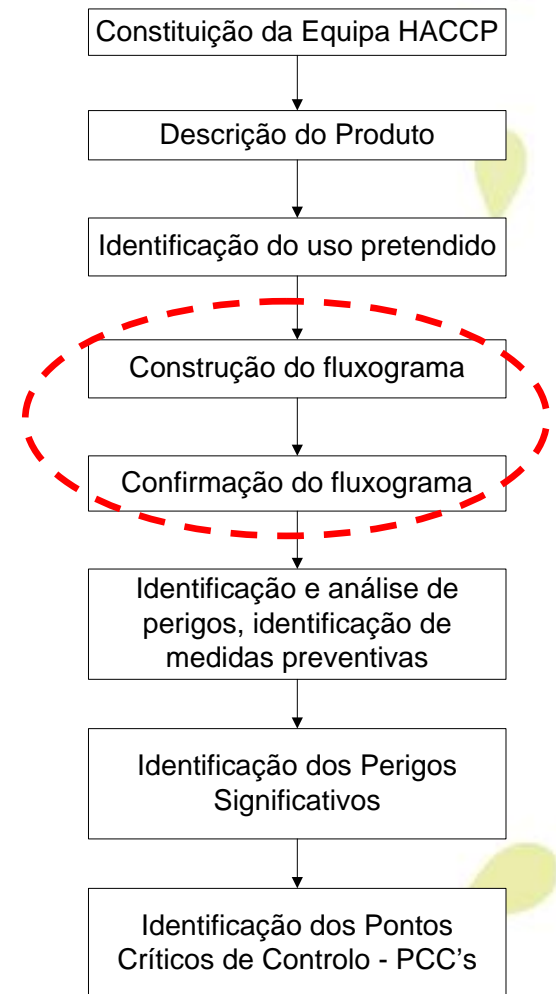 Constituição da Equipa HACCP
Descrição do Produto
Identificação do uso pretendido
Construção do fluxograma
Confirmação do fluxograma
Identificação e análise de
perigos, identificação de
medidas preventivas
Identificação dos Perigos
Significativos
Identificação dos Pontos
Críticos de Controlo - PCC's